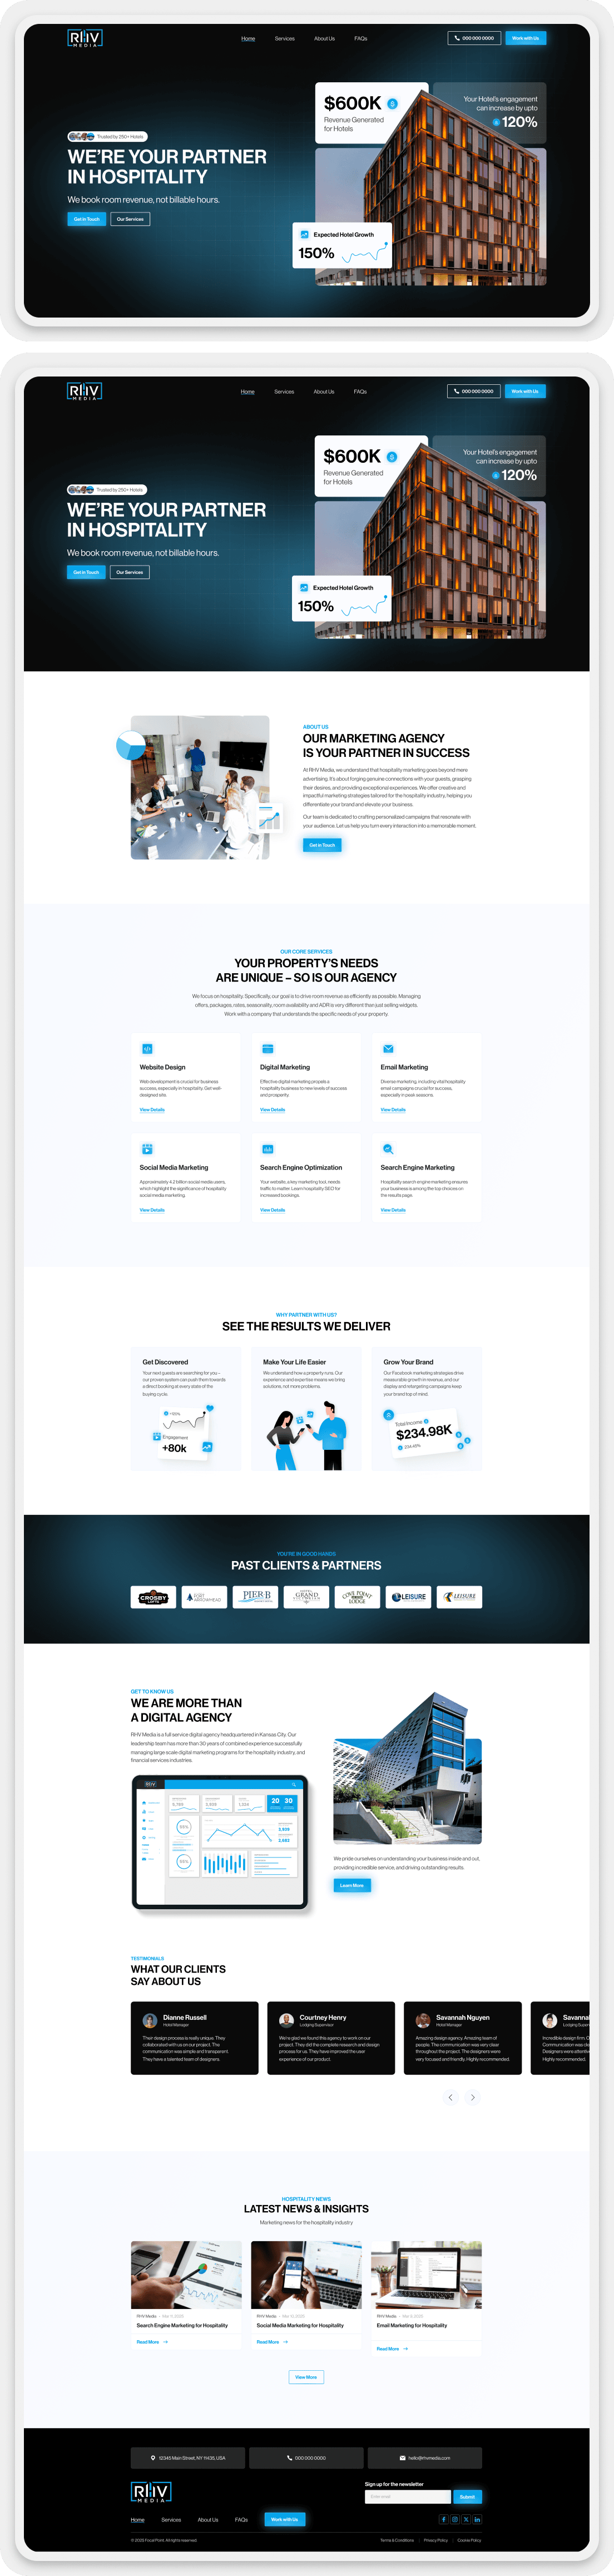 RHV
MEDIA
Home
Services
About Us
FAQs
000 000 0000
Work with Us
Trusted by 250+ Hotels
WE'RE YOUR PARTNER
IN HOSPITALITY
We book room revenue, not billable hours.
Get in Touch
Our Services
$600K
Revenue Generated
for Hotels
Your Hotel's engagement
can increase by upto
120%
Expected Hotel Growth
150%
RHV
MEDIA
Home
Services
About Us
FAQs
000 000 0000
Work with Us
Trusted by 250+ Hotels
WE'RE YOUR PARTNER
IN HOSPITALITY
We book room revenue, not billable hours.
Get in Touch
Our Services
$600K
Revenue Generated
for Hotels
Your Hotel's engagement
can increase by upto
120%
Expected Hotel Growth
150%
ABOUT US
OUR MARKETING AGENCY
IS YOUR PARTNER IN SUCCESS
At RHV Media, we understand that hospitality marketing goes beyond mere
advertising. It's about forging genuine connections with your guests, grasping
their desires, and providing exceptional experiences. We offer creative and
impactful marketing strategies tailored for the hospitality industry, helping you
differentiate your brand and elevate your business.
Our team is dedicated to crafting personalized campaigns that resonate with
your audience. Let us help you turn every interaction into a memorable moment.
Get in Touch
OUR CORE SERVICES
YOUR PROPERTY'S NEEDS
ARE UNIQUE – SO IS OUR AGENCY
We focus on hospitality. Specifically, our goal is to drive room revenue as efficiently as possible. Managing
offers, packages, rates, seasonality, room availability and ADR is very different than just selling widgets.
Work with a company that understands the specific needs of your property.
Website Design
Web development is crucial for business
success, especially in hospitality. Get well-
designed site.
View Details
Digital Marketing
Effective digital marketing propels a
hospitality business to new levels of success
and prosperity.
View Details
Email Marketing
Diverse marketing, including vital hospitality
email campaigns crucial for success,
especially in peak seasons.
View Details
Social Media Marketing
Approximately 4.2 billion social media users,
which highlight the significance of hospitality
social media marketing.
View Details
Search Engine Optimization
Your website, a key marketing tool, needs
traffic to matter. Learn hospitality SEO for
increased bookings.
View Details
Search Engine Marketing
Hospitality search engine marketing ensures
your business is among the top choices on
the results page.
View Details
WHY PARTNER WITH US?
SEE THE RESULTS WE DELIVER
Get Discovered
Your next guests are searching for you –
our proven system can push them towards
a direct booking at every state of the
buying cycle.
Engagement
+80k
Make Your Life Easier
We understand how a property runs. Our
experience and expertise means we bring
solutions, not more problems.
Grow Your Brand
Our Facebook marketing strategies drive
measurable growth in revenue, and our
display and retargeting campaigns keep
your brand top of mind.
Total Income
$234.98K
234.45%
YOU'RE IN GOOD HANDS
PAST CLIENTS & PARTNERS
CROSBY
LOFTS
PORT
ARROWHEAD
PIER B
GRAND
COVE POINT
LODGE
LEISURE
LEISURE
GET TO KNOW US
WE ARE MORE THAN
A DIGITAL AGENCY
RHV Media is a full service digital agency headquartered in Kansas City. Our
leadership team has more than 30 years of combined experience successfully
managing large scale digital marketing programs for the hospitality industry, and
financial services industries.
RHV
20 30
We pride ourselves on understanding your business inside and out,
providing incredible service, and driving outstanding results.
Learn More
TESTIMONIALS
WHAT OUR CLIENTS
SAY ABOUT US
Dianne Russell
Hotel Manager
Their design process is really unique. They
collaborated with us on our project. The
communication was simple and transparent.
They have a talented team of designers.
Courtney Henry
Lodging Supervisor
We're glad we found this agency to work on our
project. They did the complete research and design
process for us. They have improved the user
experience of our product.
Savannah Nguyen
Hotel Manager
Amazing design agency. Amazing team of
people. The communication was very clear
throughout the project. The designers were
very focused and friendly. Highly recommended.
Savannah
Lodging Super
Incredible design firm. O
Communication was de
Designers were attentiv
Highly recommended.
HOSPITALITY NEWS
LATEST NEWS & INSIGHTS
Marketing news for the hospitality industry
RHV Media
Search Engine Marketing for Hospitality
Read More
RHV Media
Social Media Marketing for Hospitality
Read More
RHV Media
Email Marketing for Hospitality
Read More
View More
12345 Main Street, NY 11435, USA
000 000 0000
hello@rhvmedia.com
RHV
MEDIA
Sign up for the newsletter
Enter email
Submit
Home
Services
About Us
FAQs
Work with Us
Terms & Conditions
Privacy Policy
Cookie Policy